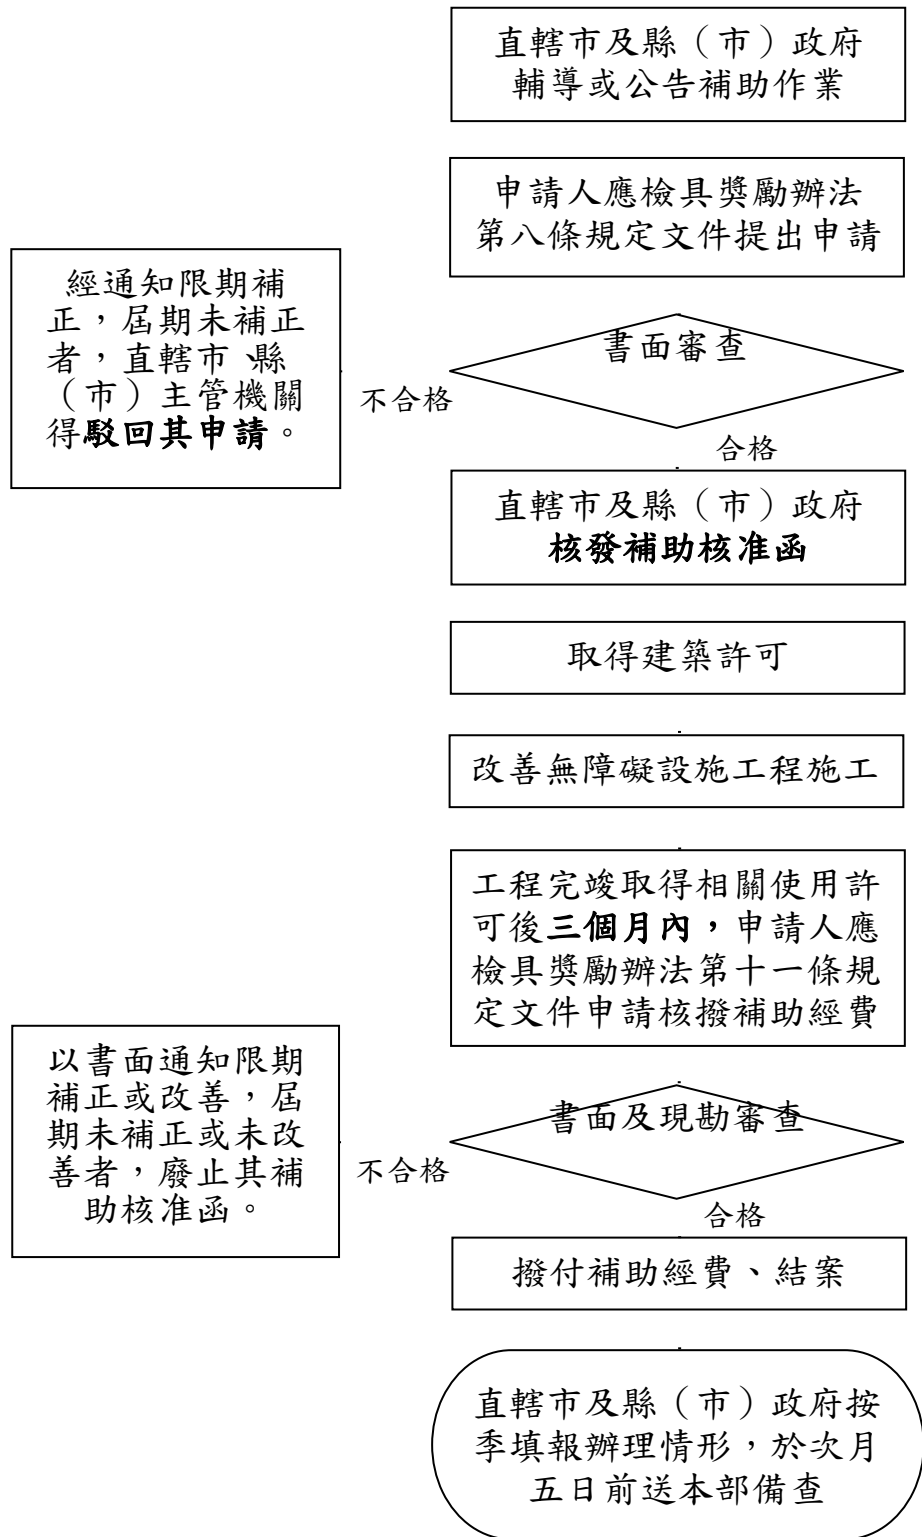 直轄市及縣（市）政府
輔導或公告補助作業
申請人應檢具獎勵辦法
第八條規定文件提出申請
經通知限期補
正，屆期未補正
者，直轄市、縣
（市）主管機關
得駁回其申請。
書面審查
不合格
合格
直轄市及縣（市）政府
核發補助核准函
取得建築許可
改善無障礙設施工程施工
工程完竣取得相關使用許
可後三個月內，申請人應
檢具獎勵辦法第十一條規
定文件申請核撥補助經費
以書面通知限期
補正或改善，屆
期未補正或未改
善者，廢止其補
助核准函。
書面及現勘審查
不合格
合格
撥付補助經費、結案
直轄市及縣（市）政府按
季填報辦理情形，於次月
五日前送本部備查